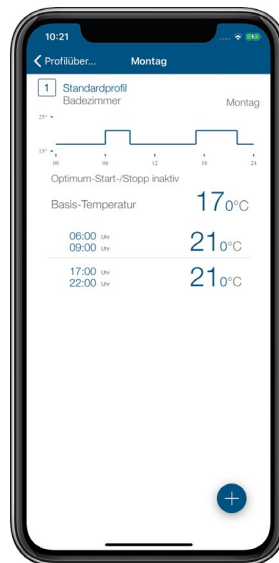 10:21
Profilüber... Montag
1 Standardprofil
Badezimmer Montag
25°
15°
00 06 12 18 24
Optimum-Start-/Stopp inaktiv
Basis-Temperatur 17 0°C
06:00 Uhr
09:00 Uhr
21 0°C
17:00 Uhr
22:00 Uhr
21 0°C
+